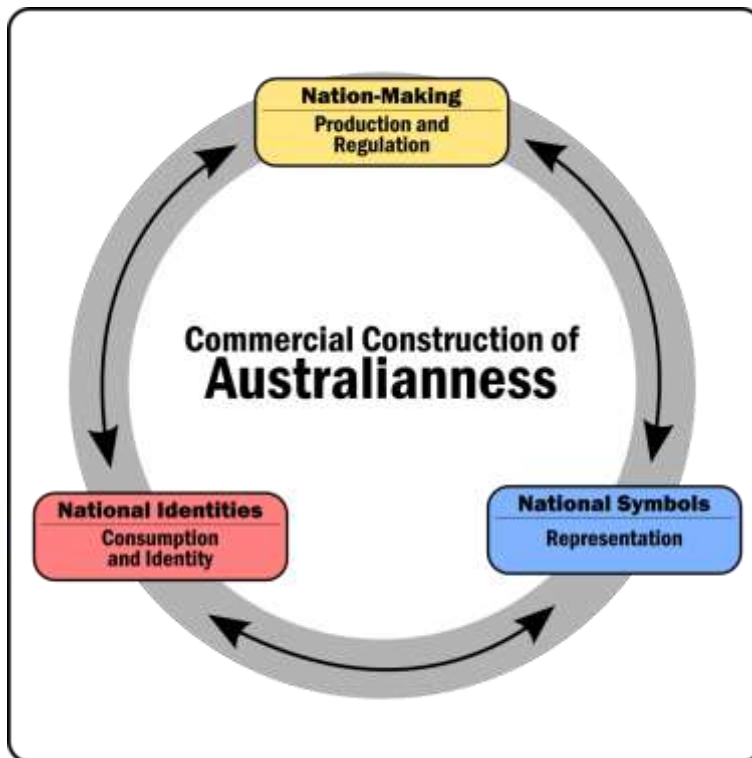 Nation-Making
Production and
Regulation
Commercial Construction of
Australianness
National Identities
Consumption
and Identity
National Symbols
Representation